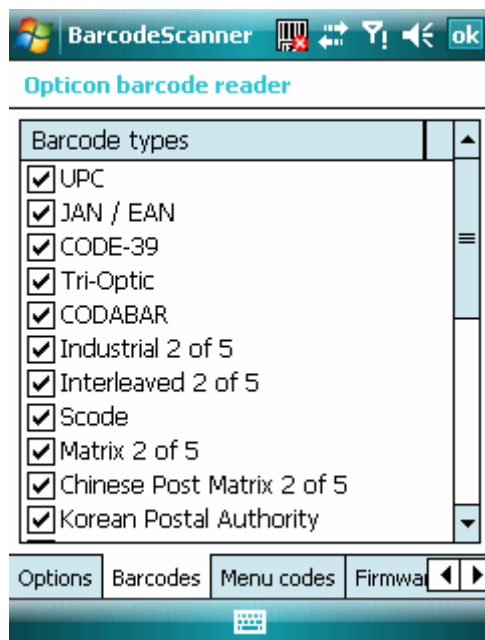 BarcodeScanner ok
Opticon barcode reader
Barcode types
UPC
JAN / EAN
CODE-39
Tri-Optic
CODABAR
Industrial 2 of 5
Interleaved 2 of 5
Scode
Matrix 2 of 5
Chinese Post Matrix 2 of 5
Korean Postal Authority
Options Barcodes Menu codes Firmwa